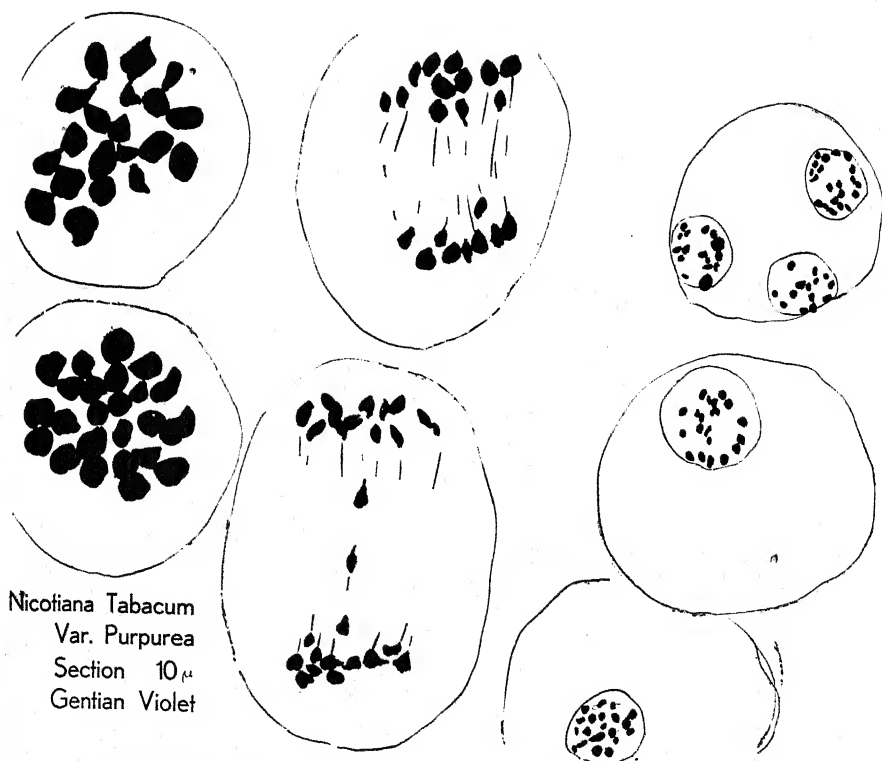 Nicotiana Tabacum
Var. Purpurea
Section 10 μ
Gentian Violet